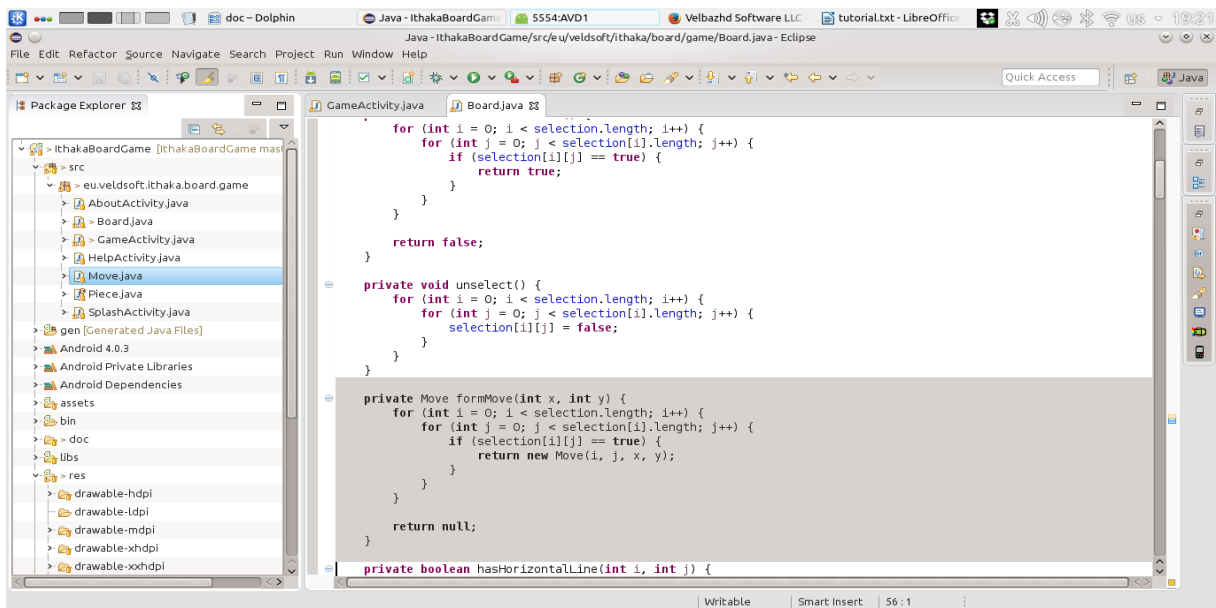 doc – Dolphin
Java - IthakaBoardGam
5554:AVD1
Velbazhd Software LLC
tutorial.txt - LibreOffice
us
19:21
Java - IthakaBoardGame/src/eu/veldsoft/ithaka/board/game/Board.java - Eclipse
File Edit Refactor Source Navigate Search Project Run Window Help
Quick Access
Java
Package Explorer
GameActivity.java
Board.java
> IthakaBoardGame [IthakaBoardGame mast
> src
> eu.veldsoft.ithaka.board.game
AboutActivity.java
> Board.java
> GameActivity.java
HelpActivity.java
Move.java
Piece.java
SplashActivity.java
gen [Generated Java Files]
Android 4.0.3
Android Private Libraries
Android Dependencies
assets
bin
> doc
libs
> res
drawable-hdpi
drawable-ldpi
drawable-mdpi
drawable-xhdpi
drawable-xxhdpi
for (int i = 0; i < selection.length; i++) {
for (int j = 0; j < selection[i].length; j++) {
if (selection[i][j] == true) {
return true;
}
}
}
return false;
}
private void unselect() {
for (int i = 0; i < selection.length; i++) {
for (int j = 0; j < selection[i].length; j++) {
selection[i][j] = false;
}
}
}
private Move formMove(int x, int y) {
for (int i = 0; i < selection.length; i++) {
for (int j = 0; j < selection[i].length; j++) {
if (selection[i][j] == true) {
return new Move(i, j, x, y);
}
}
}
return null;
}
private boolean hasHorizontalLine(int i, int j) {
Writable
Smart Insert
56 : 1